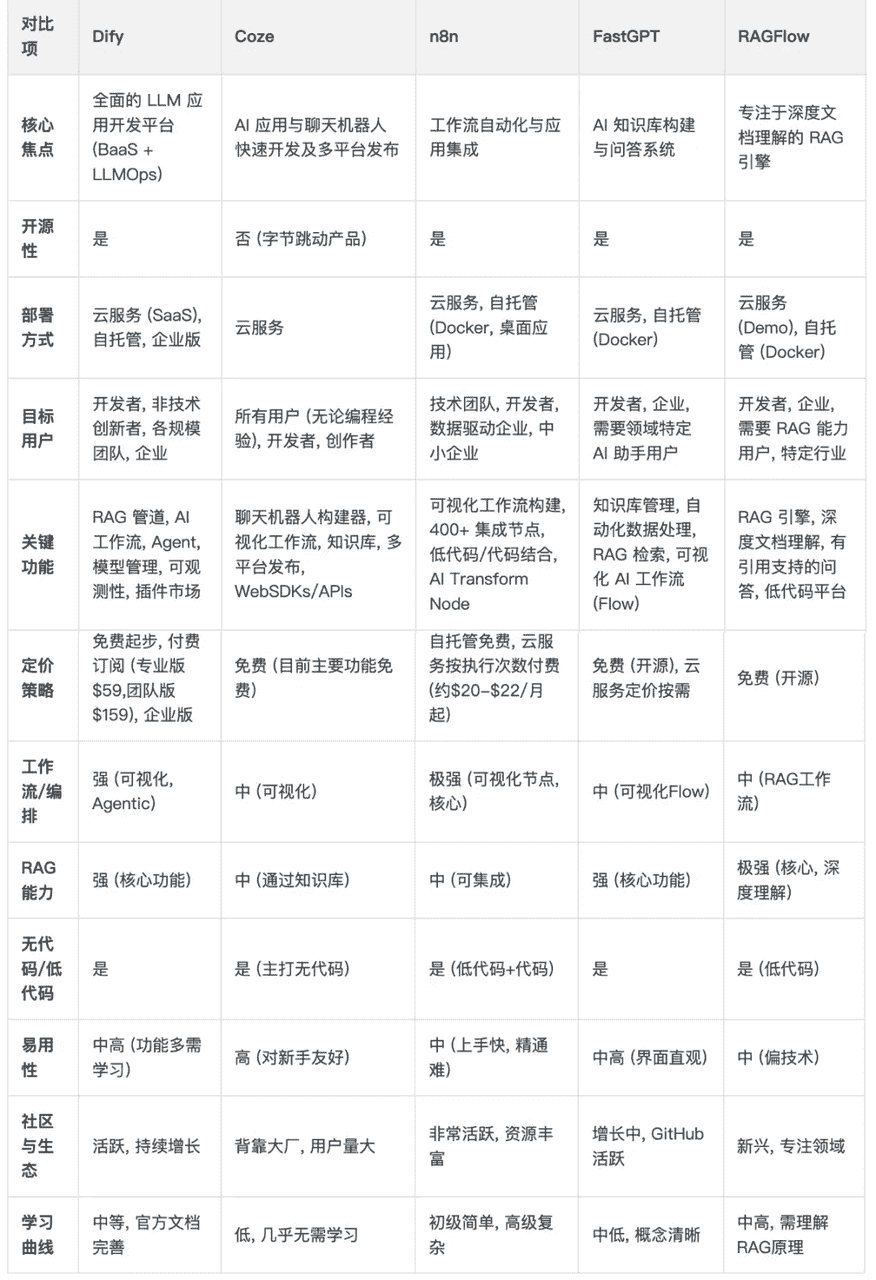 对比
项
Dify
Coze
n8n
FastGPT
RAGFlow
核心
焦点
全面的 LLM 应
用开发平台
(BaaS +
LLMOps)
AI 应用与聊天机器人
快速开发及多平台发布
工作流自动化与应
用集成
AI 知识库构建
与问答系统
专注于深度文
档理解的 RAG
引擎
开源
性
是
否 (字节跳动产品)
是
是
是
部署
方式
云服务 (SaaS),
自托管, 企业版
云服务
云服务, 自托管
(Docker, 桌面应
用)
云服务, 自托管
(Docker)
云服务
(Demo), 自托
管 (Docker)
目标
用户
开发者, 非技术
创新者, 各规模
团队, 企业
所有用户 (无论编程经
验), 开发者, 创作者
技术团队, 开发者,
数据驱动企业, 中
小企业
开发者, 企业,
需要领域特定
AI 助手用户
开发者, 企业,
需要 RAG 能力
用户, 特定行业
关键
功能
RAG 管道, AI
工作流, Agent,
模型管理, 可观
测性, 插件市场
聊天机器人构建器, 可
视化工作流, 知识库, 多
平台发布,
WebSDKs/APIs
可视化工作流构建,
400+ 集成节点,
低代码/代码结合,
AI Transform
Node
知识库管理, 自
动化数据处理,
RAG 检索, 可视
化 AI 工作流
(Flow)
RAG 引擎, 深
度文档理解, 有
引用支持的问
答, 低代码平台
定价
策略
免费起步, 付费
订阅 (专业版
$59,团队版
$159), 企业版
免费 (目前主要功能免
费)
自托管免费, 云服
务按执行次数付费
(约$20-$22/月
起)
免费 (开源), 云
服务定价按需
免费 (开源)
工作
流/编
排
强 (可视化,
Agentic)
中 (可视化)
极强 (可视化节点,
核心)
中 (可视化Flow)
中 (RAG工作
流)
RAG
能力
强 (核心功能)
中 (通过知识库)
中 (可集成)
强 (核心功能)
极强 (核心, 深
度理解)
无代
码/低
代码
是
是 (主打无代码)
是 (低代码+代码)
是
是 (低代码)
易用
性
中高 (功能多需
学习)
高 (对新手友好)
中 (上手快, 精通
难)
中高 (界面直观)
中 (偏技术)
社区
与生
态
活跃, 持续增长
背靠大厂, 用户量大
非常活跃, 资源丰
富
增长中, GitHub
活跃
新兴, 专注领域
学习
曲线
中等, 官方文档
完善
低, 几乎无需学习
初级简单, 高级复
杂
中低, 概念清晰
中高, 需理解
RAG原理